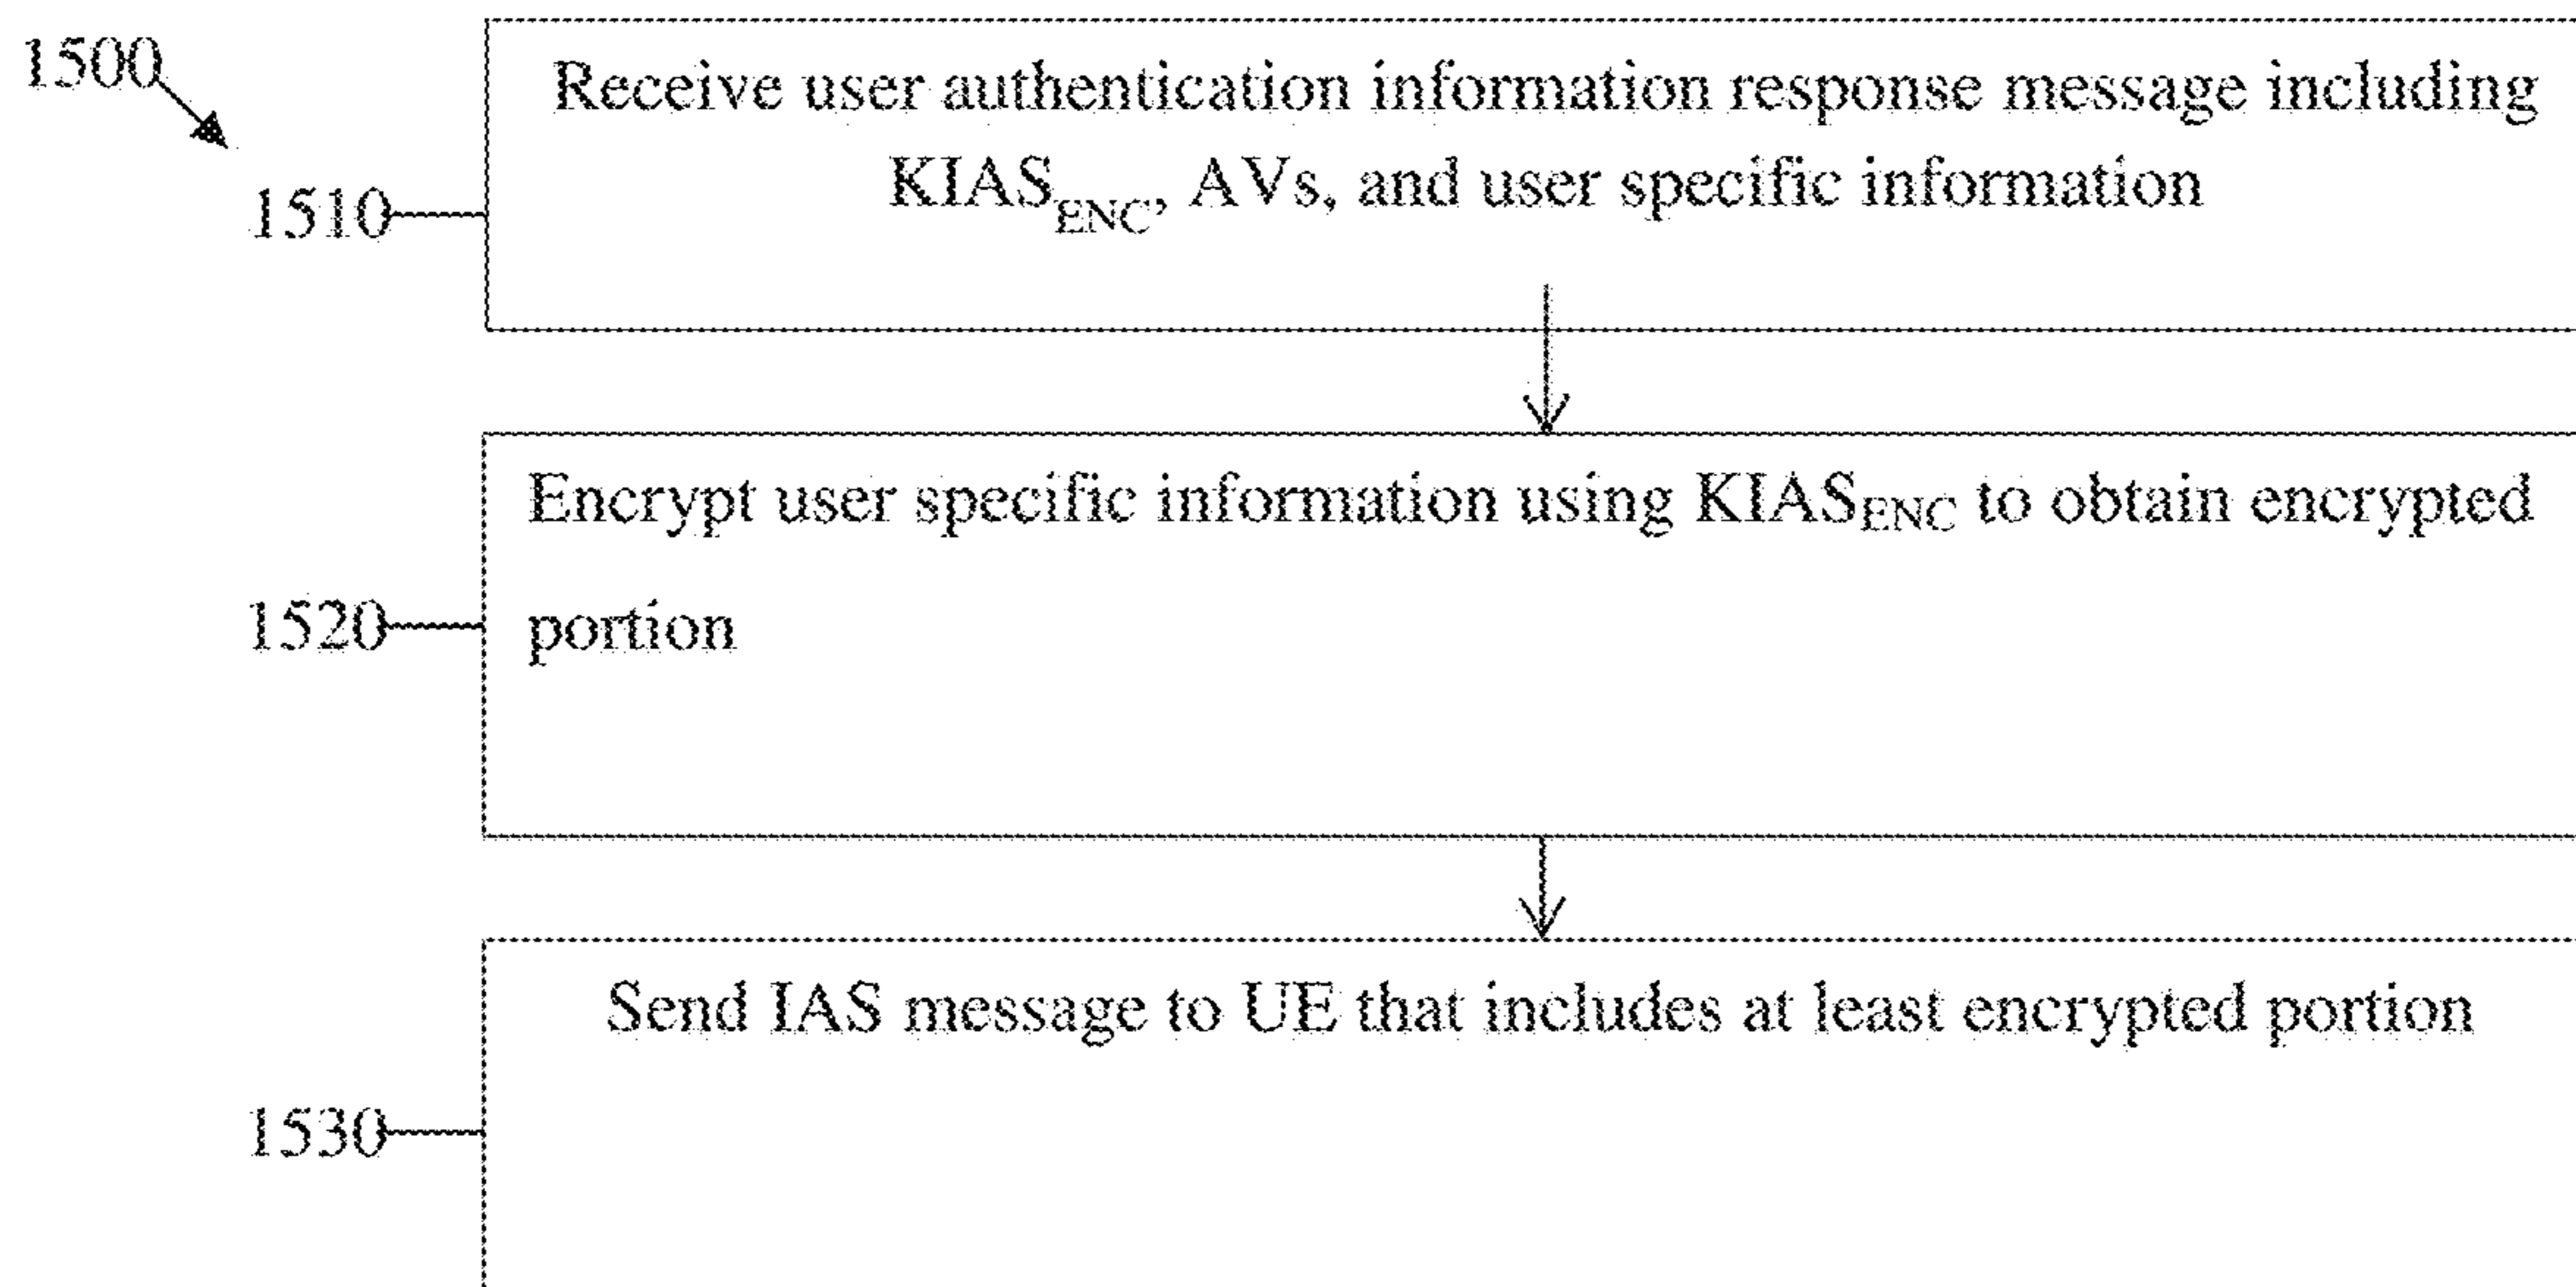 1500
Receive user authentication information response message including
KIAS_ENC, AVs, and user specific information
1510
Encrypt user specific information using KIAS_ENC to obtain encrypted
portion
1520
Send IAS message to UE that includes at least encrypted portion
1530